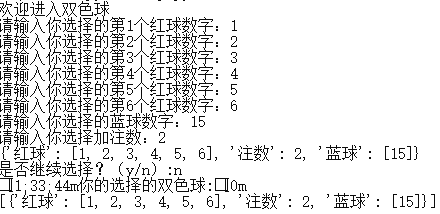 欢迎进入双色球
请输入你选择的第1个红球数字：1
请输入你选择的第2个红球数字：2
请输入你选择的第3个红球数字：3
请输入你选择的第4个红球数字：4
请输入你选择的第5个红球数字：5
请输入你选择的第6个红球数字：6
请输入你选择的蓝球数字：15
请输入你选择加注数：2
{'红球': [1, 2, 3, 4, 5, 6], '注数': 2, '蓝球': [15]}
是否继续选择？（y/n）:n
□[1;33;44m你的选择的双色球:□[0m
[{'红球': [1, 2, 3, 4, 5, 6], '注数': 2, '蓝球': [15]}]